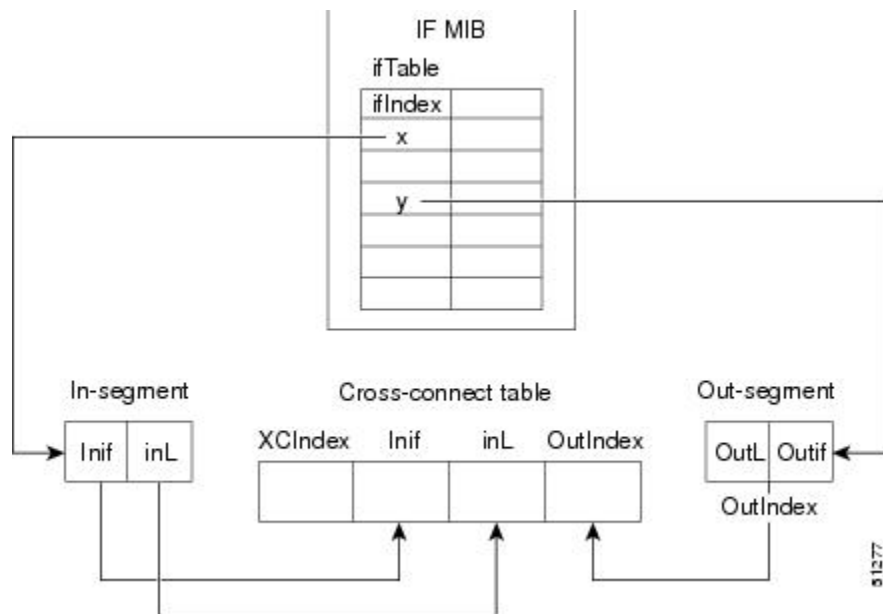 IF MIB
ifTable
ifIndex
x
y
In-segment Cross-connect table Out-segment
XCIndex Inif inL OutIndex
Inif inL OutL Outif
OutIndex
51277